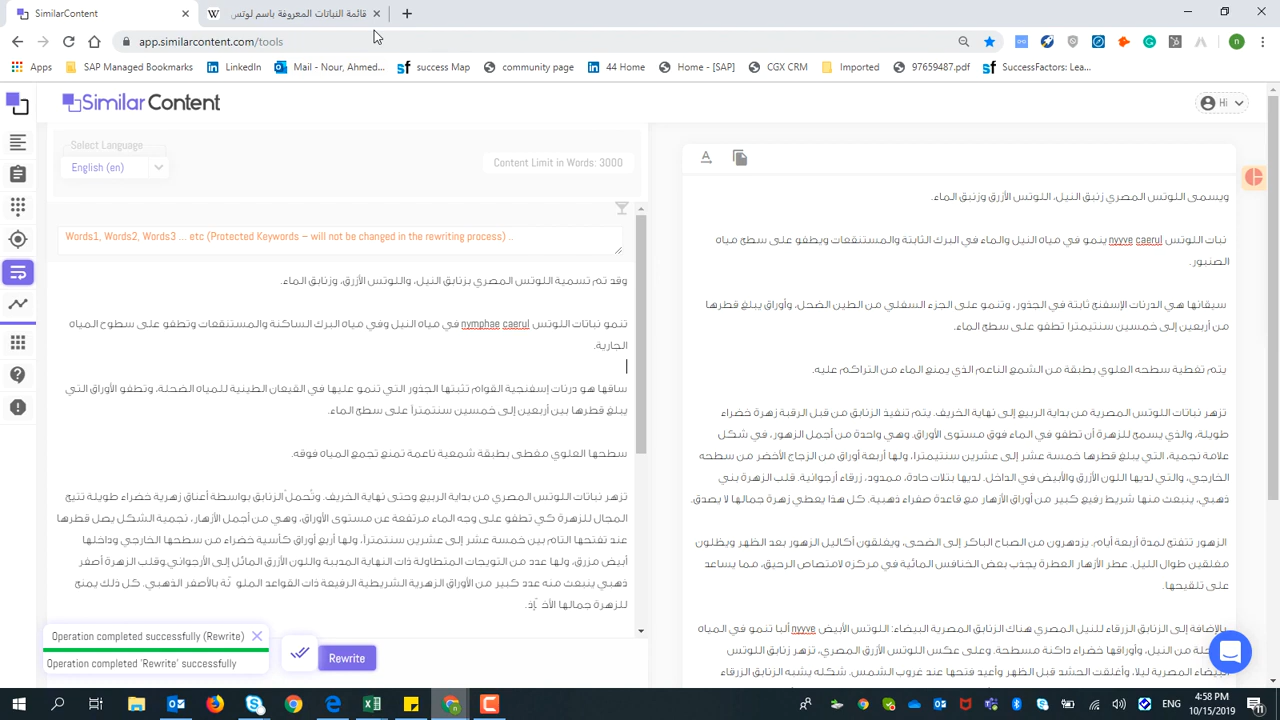 SimilarContent
قائمة النباتات المعروفة باسم لوتس
app.similarcontent.com/tools
Apps
SAP Managed Bookmarks
LinkedIn
Mail - Nour, Ahmed...
success Map
community page
44 Home
Home - [SAP]
CGX CRM
Imported
97659487.pdf
SuccessFactors: Lea...
Similar Content
Hi
Select Language
English (en)
Content Limit in Words: 3000
Words1, Words2, Words3 ... etc (Protected Keywords – will not be changed in the rewriting process) ..
وقد تم تسمية اللوتس المصري بزنابق النيل، واللوتس الأزرق، وزنابق الماء.
تنمو نباتات اللوتس nymphae caerul في مياه النيل وفي مياه البرك الساكنة والمستنقعات وتطفو على سطوح المياه
الجارية.
ساقها هو درنات إسفنجية القوام تثبتها الجذور التي تنمو عليها في القيعان الطينية للمياه الضحلة، وتطفو الأوراق التي
يبلغ قطرها بين أربعين إلى خمسين سنتمتراً على سطح الماء.
سطحها العلوي مغطى بطبقة شمعية ناعمة تمنع تجمع المياه فوقه.
تزهر نباتات اللوتس المصري من بداية الربيع وحتى نهاية الخريف. وتُحمل الزنابق بواسطة أعناق زهرية خضراء طويلة تتيح
المجال للزهرة كي تطفو على وجه الماء مرتفعة عن مستوى الأوراق، وهي من أجمل الأزهار، نجمية الشكل يصل قطرها
عند تفتحها التام بين خمسة عشر إلى عشرين سنتمتراً، ولها أربع أوراق كأسية خضراء من سطحها الخارجي وداخلها
أبيض مزرق، ولها عدد من التويجات المتطاولة ذات النهاية المدببة واللون الأزرق المائل إلى الأرجواني.وقلب الزهرة أصفر
ذهبي ينبعث منه عدد كبير من الأوراق الزهرية الشريطية الرفيعة ذات القواعد بالأصفر الذهبي. كل ذلك يمنح
للزهرة جمالها
Operation completed successfully (Rewrite)
Operation completed 'Rewrite' successfully
Rewrite
ويسمى اللوتس المصري زنبق النيل، اللوتس الأزرق وزنبق الماء.
نبات اللوتس nyyve caerul ينمو في مياه النيل والماء في البرك الثابتة والمستنقعات ويطفو على سطح مياه
الصنبور.
سيقانها هي الدرنات الإسفنج ثابتة في الجذور، وتنمو على الجزء السفلي من الطين الضحل، وأوراق يبلغ قطرها
من أربعين إلى خمسين سنتيمترا تطفو على سطح الماء.
يتم تغطية سطحه العلوي بطبقة من الشمع الناعم الذي يمنع الماء من التراكم عليه.
تزهر نباتات اللوتس المصرية من بداية الربيع إلى نهاية الخريف. يتم تنفيذ الزنابق من قبل الرقبة زهرة خضراء
طويلة، والذي يسمح للزهرة أن تطفو في الماء فوق مستوى الأوراق. وهي واحدة من أجمل الزهور، في شكل
علامة نجمية، التي يبلغ قطرها خمسة عشر إلى عشرين سنتيمترا، ولها أربعة أوراق من الزجاج الأخضر من سطحه
الخارجي، والتي لديها اللون الأزرق والأبيض في الداخل. لديها بتلات حادة، ممدود، زرقاء أرجوانية. قلب الزهرة بني
ذهبي، ينبعث منها شريط رفيع كبير من أوراق الأزهار مع قاعدة صفراء ذهبية. كل هذا يعطي زهرة جمالها لا يصدق.
الزهور تتفتح لمدة أربعة أيام. يزدهرون من الصباح الباكر إلى الضحى، ويغلقون أكاليل الزهور بعد الظهر ويظلون
مغلقين طوال الليل. عطر الأزهار العطرة يجذب بعض الخنافس المائية في مركزه لامتصاص الرحيق، مما يساعد
على تلقيحها.
بالإضافة إلى الزنابق الزرقاء للنيل المصري هناك الزنابق المصرية البيضاء: اللوتس الأبيض nyyve ألبا تنمو في المياه
من النيل، وأوراقها خضراء داكنة مسطحة. وعلى عكس اللوتس الأزرق المصري، تزهر زنابق اللوتس
البيضاء المصرية ليلا، وأغلقت الحشد قبل الظهر وأعيد فتحها عند غروب الشمس. شكله يشبه الزنابق الزرقاء
4:58 PM
10/15/2019